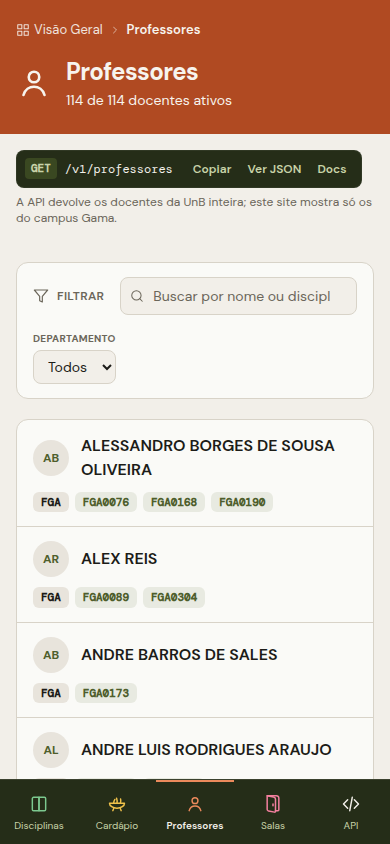 Visão Geral > Professores
Professores
114 de 114 docentes ativos
GET /v1/professores Copiar Ver JSON Docs
A API devolve os docentes da UnB inteira; este site mostra só os
do campus Gama.
FILTRAR Buscar por nome ou discipl
DEPARTAMENTO
Todos
AB ALESSANDRO BORGES DE SOUSA
OLIVEIRA
FGA FGA0076 FGA0168 FGA0190
AR ALEX REIS
FGA FGA0089 FGA0304
AB ANDRE BARROS DE SALES
FGA FGA0173
AL ANDRE LUIS RODRIGUES ARAUJO
Disciplinas Cardápio Professores Salas API